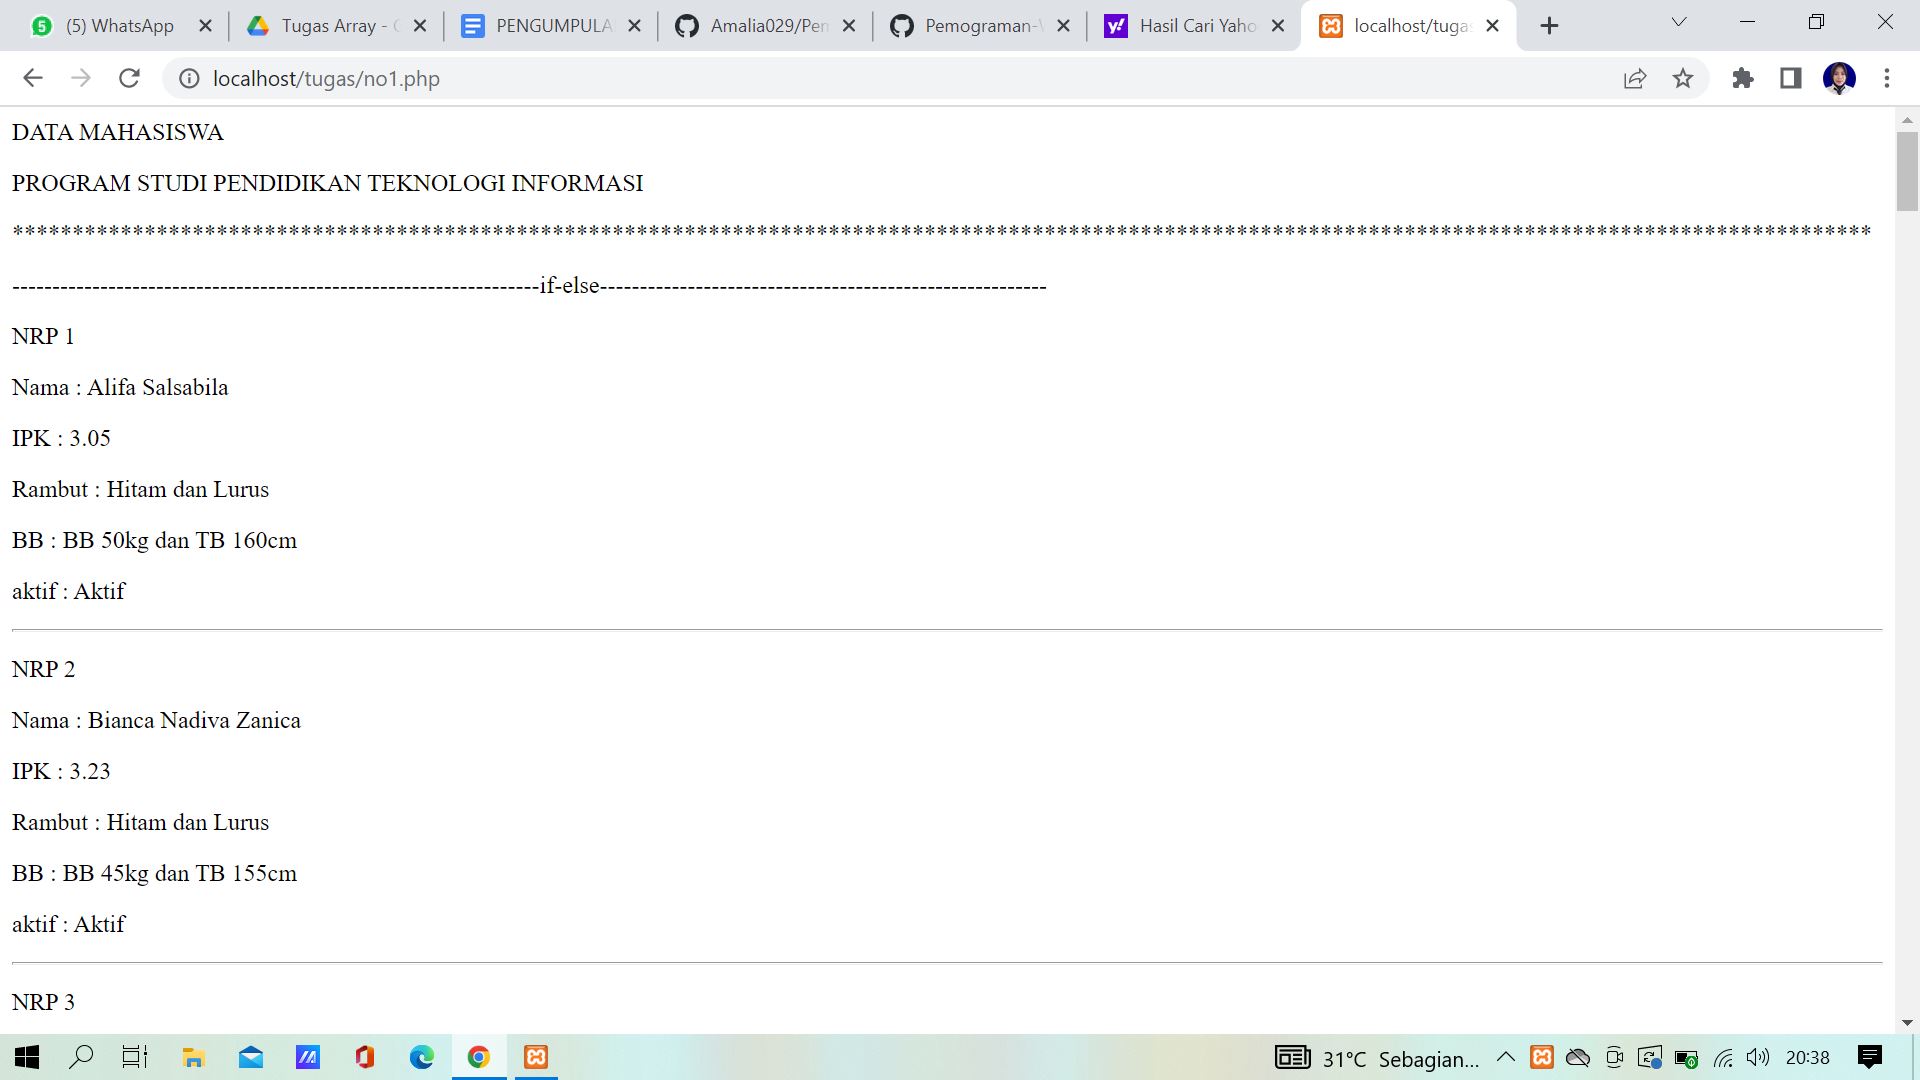 (5) WhatsApp
Tugas Array -
PENGUMPULA
Amalia029/Pem
Pemograman-W
Hasil Cari Yaho
localhost/tugas
localhost/tugas/no1.php
DATA MAHASISWA
PROGRAM STUDI PENDIDIKAN TEKNOLOGI INFORMASI
***********************************************************************************************************************************************************
------------------------------------------------------------------if-else--------------------------------------------------------
NRP 1
Nama : Alifa Salsabila
IPK : 3.05
Rambut : Hitam dan Lurus
BB : BB 50kg dan TB 160cm
aktif : Aktif
NRP 2
Nama : Bianca Nadiva Zanica
IPK : 3.23
Rambut : Hitam dan Lurus
BB : BB 45kg dan TB 155cm
aktif : Aktif
NRP 3
31°C Sebagian...
20:38